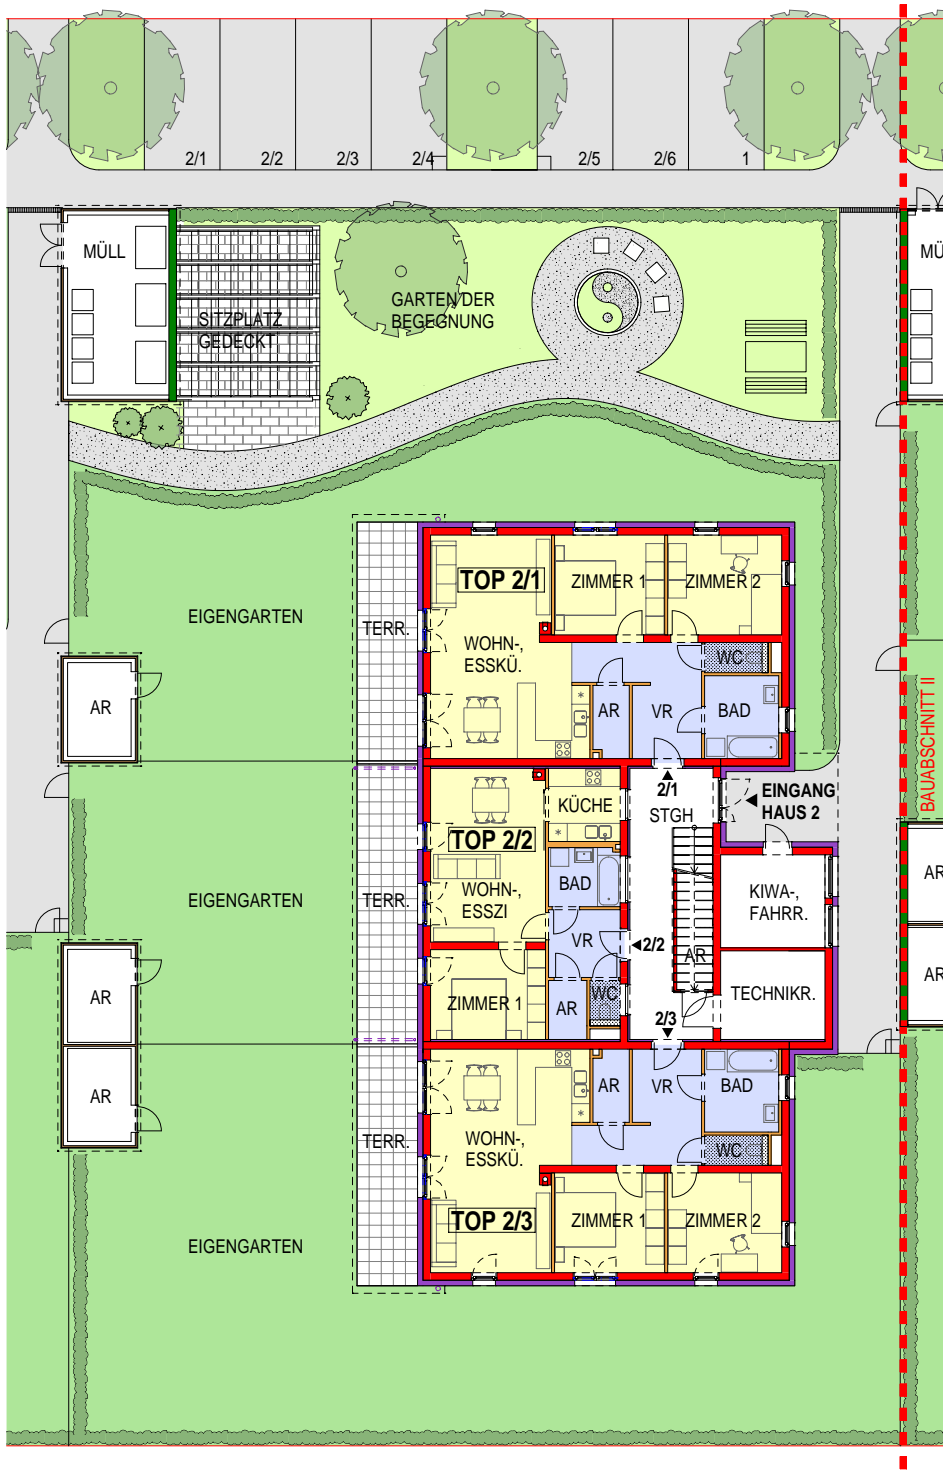 2/1 2/2 2/3 2/4 2/5 2/6 1
MÜLL
SITZPLATZ
GEDECKT
GARTEN DER
BEGEGNUNG
MÜ
EIGENGARTEN
TERR.
TOP 2/1
ZIMMER 1
ZIMMER 2
WOHN-,
ESSKÜ.
WC
AR
AR
VR
BAD
BAUABSCHNITT II
2/1
STGH
EINGANG
HAUS 2
KÜCHE
TOP 2/2
BAD
WOHN-,
ESSZI
EIGENGARTEN
TERR.
VR
2/2
KIWA-,
FAHRR.
AR
AR
AR
ZIMMER 1
AR
WC
TECHNIKR.
AR
2/3
AR
TERR.
WOHN-,
ESSKÜ.
AR
VR
BAD
WC
TOP 2/3
ZIMMER 1
ZIMMER 2
EIGENGARTEN